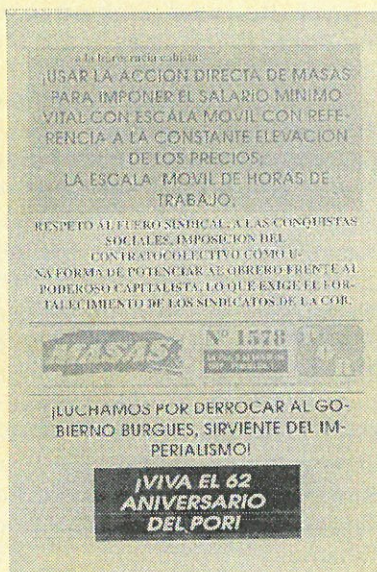 a la burocracia cobista:
¡USAR LA ACCION DIRECTA DE MASAS
PARA IMPONER EL SALARIO MINIMO
VITAL CON ESCALA MOVIL CON REFE-
RENCIA A LA CONSTANTE ELEVACION
DE LOS PRECIOS;
LA ESCALA MOVIL DE HORAS DE
TRABAJO.
RESPETO AL FUERO SINDICAL, A LAS CONQUISTAS
SOCIALES, IMPOSICION DEL
CONTRATO COLECTIVO COMO U-
NA FORMA DE POTENCIAR AL OBRERO FRENTE AL
PODEROSO CAPITALISTA, LO QUE EXIGE EL FOR-
TALECIMIENTO DE LOS SINDICATOS DE LA COB.
MASAS
Nº 1578
POR
¡LUCHAMOS POR DERROCAR AL GO-
BIERNO BURGUES, SIRVIENTE DEL IM-
PERIALISMO!
¡VIVA EL 62
ANIVERSARIO
DEL POR!